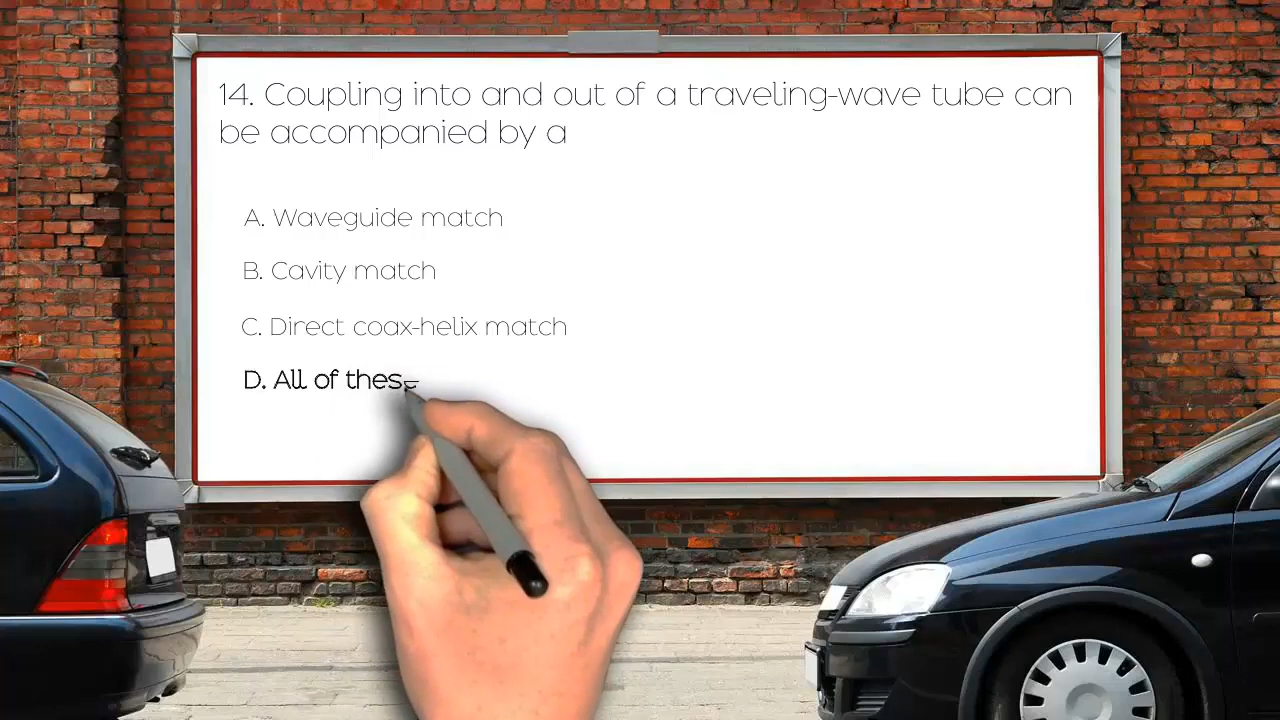 14. Coupling into and out of a traveling-wave tube can
be accompanied by a
A. Waveguide match
B. Cavity match
C. Direct coax-helix match
D. All of these